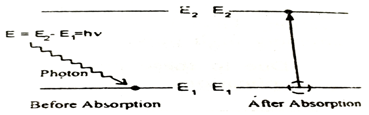 E₂ E₂
E = E₂- E₁=hν
Photon
E₁ E₁
Before Absorption After Absorption